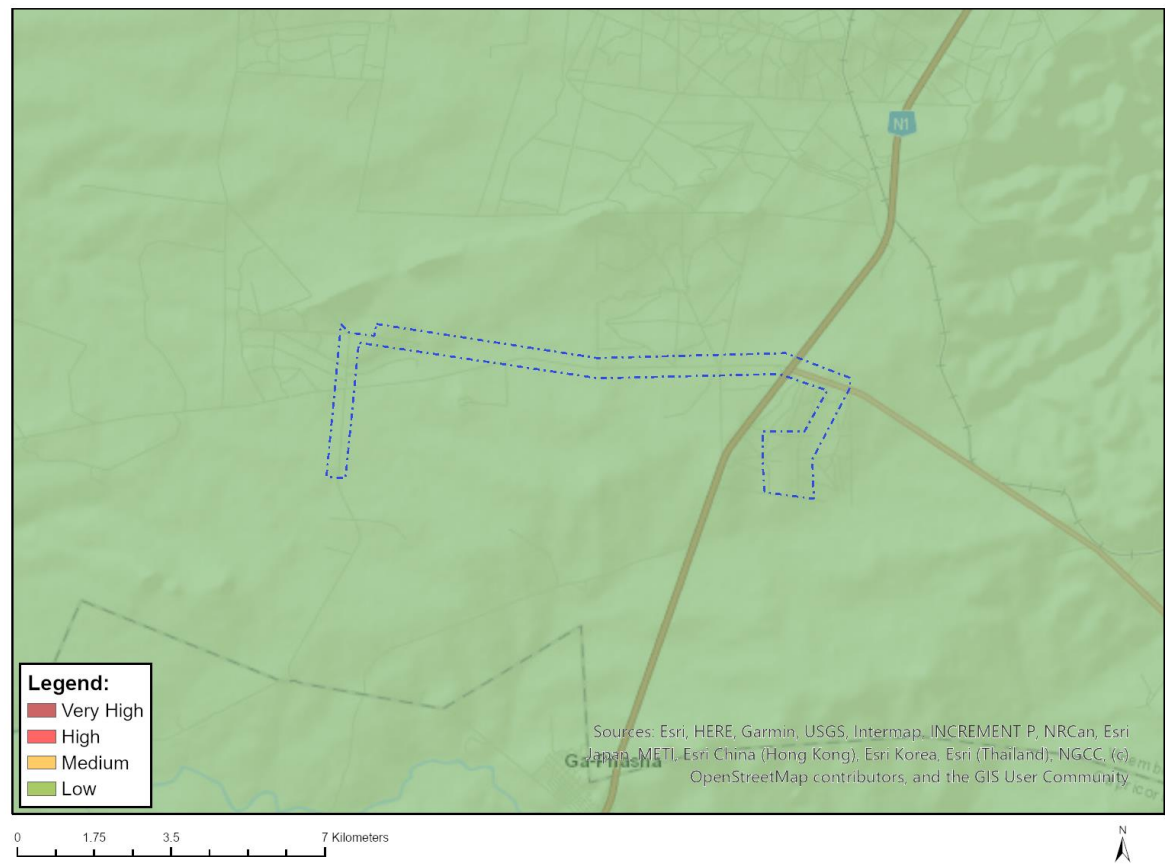 N1
Legend:
Very High
High
Medium
Low
Sources: Esri, HERE, Garmin, USGS, Intermap, INCREMENT P, NRCan, Esri
Japan, METI, Esri China (Hong Kong), Esri Korea, Esri (Thailand), NGCC, (c)
OpenStreetMap contributors, and the GIS User Community
Ga-Phasha
0 1.75 3.5 7 Kilometers
N